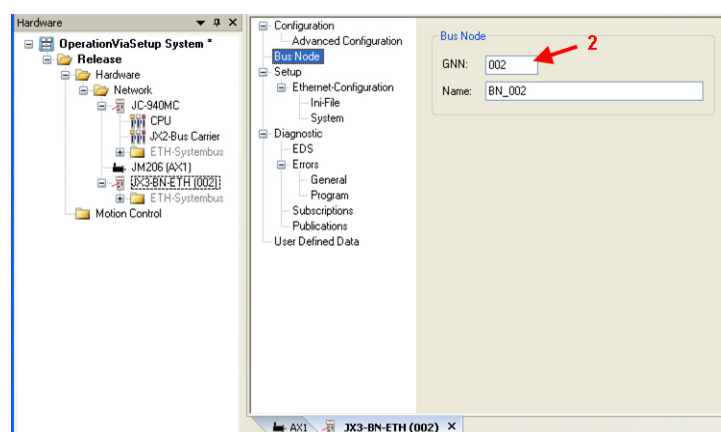 Hardware
OperationViaSetup System *
Release
Hardware
Network
JC-940MC
CPU
JX2-Bus Carrier
ETH-Systembus
JM206 (AX1)
JX3-BN-ETH (002)
ETH-Systembus
Motion Control
Configuration
Advanced Configuration
Bus Node
Setup
Ethernet-Configuration
Ini-File
System
Diagnostic
EDS
Errors
General
Program
Subscriptions
Publications
User Defined Data
Bus Node
2
GNN: 002
Name: BN_002
AX1 JX3-BN-ETH (002)